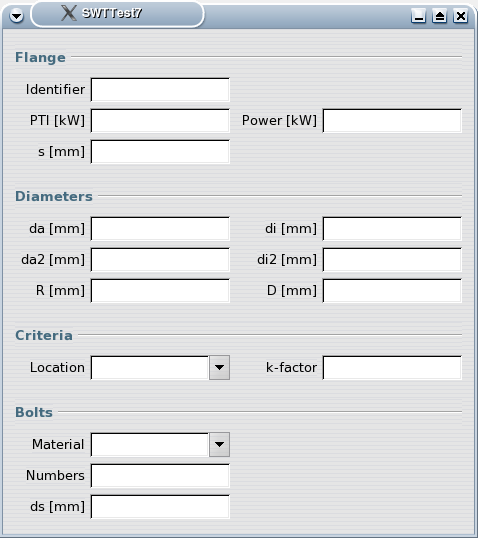 SWTTest7
Flange
Identifier
PTI [kW] Power [kW]
s [mm]
Diameters
da [mm] di [mm]
da2 [mm] di2 [mm]
R [mm] D [mm]
Criteria
Location k-factor
Bolts
Material
Numbers
ds [mm]